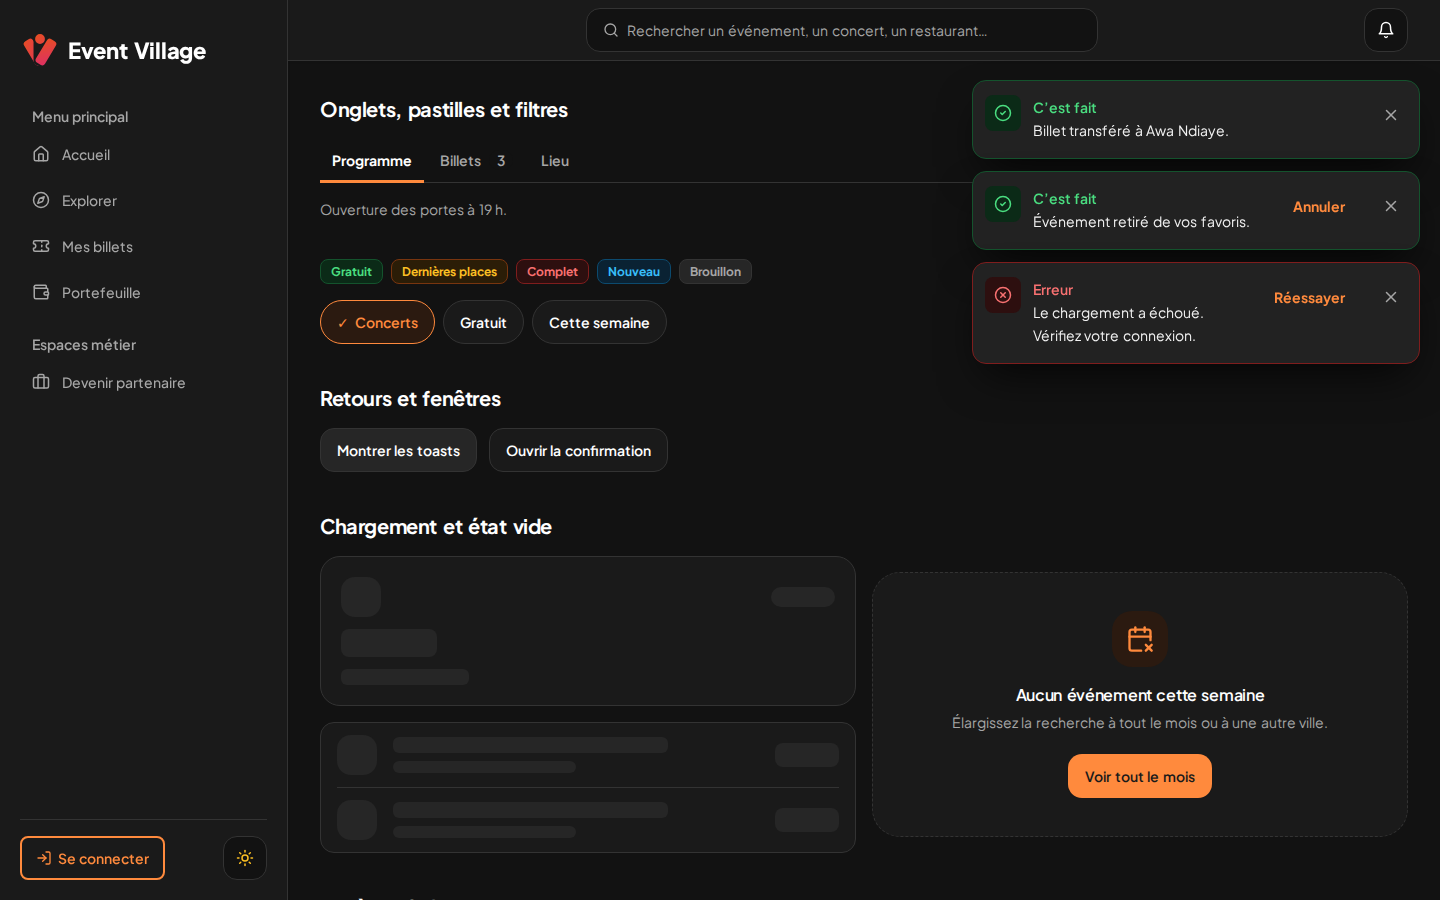 Event Village
Menu principal
Accueil
Explorer
Mes billets
Portefeuille
Espaces métier
Devenir partenaire
Se connecter
Rechercher un événement, un concert, un restaurant…
Onglets, pastilles et filtres
Programme
Billets 3
Lieu
Ouverture des portes à 19 h.
Gratuit
Dernières places
Complet
Nouveau
Brouillon
✓ Concerts
Gratuit
Cette semaine
Retours et fenêtres
Montrer les toasts
Ouvrir la confirmation
Chargement et état vide
Aucun événement cette semaine
Élargissez la recherche à tout le mois ou à une autre ville.
Voir tout le mois
C'est fait
Billet transféré à Awa Ndiaye.
C'est fait
Événement retiré de vos favoris.
Annuler
Erreur
Le chargement a échoué.
Vérifiez votre connexion.
Réessayer